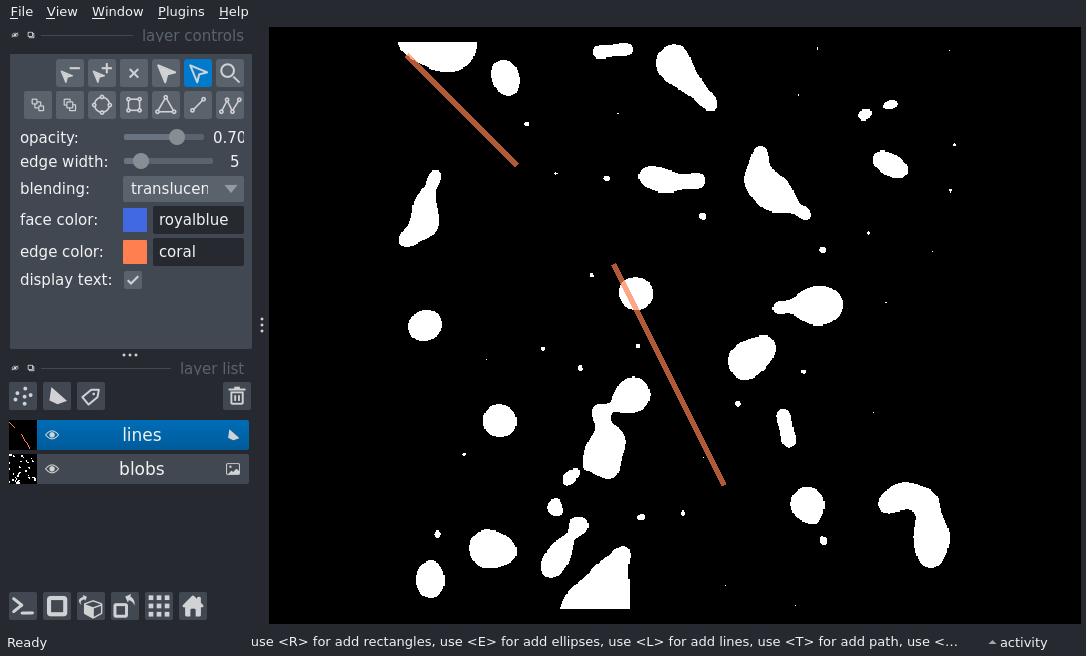 File View Window Plugins Help
layer controls
opacity: 0.70
edge width: 5
blending: translucen
face color: royalblue
edge color: coral
display text:
layer list
lines
blobs
Ready use <R> for add rectangles, use <E> for add ellipses, use <L> for add lines, use <T> for add path, use <... activity